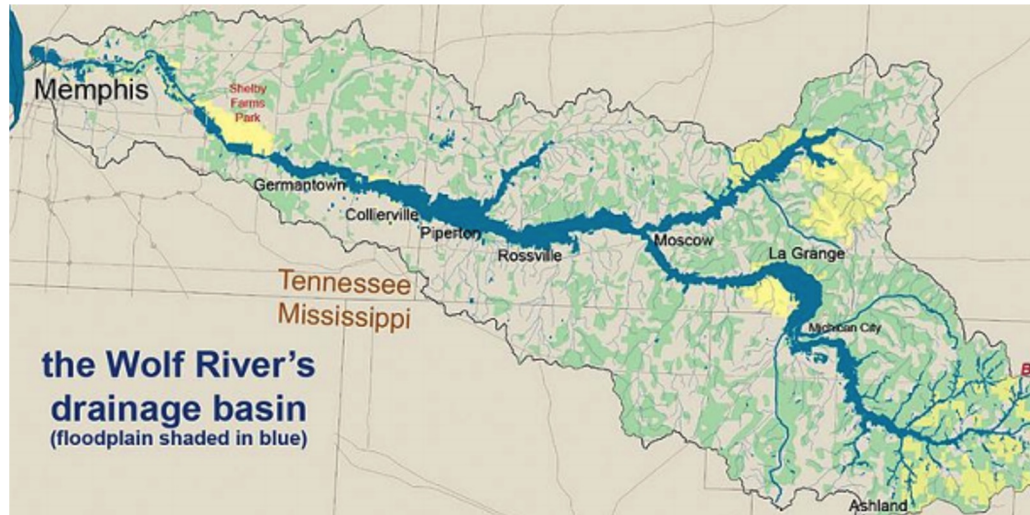 Memphis
Shelby
Farms
Park
Germantown
Collierville
Piperton
Rossville
Moscow
La Grange
Tennessee
Mississippi
Michigan City
the Wolf River's
drainage basin
(floodplain shaded in blue)
Ashland
B